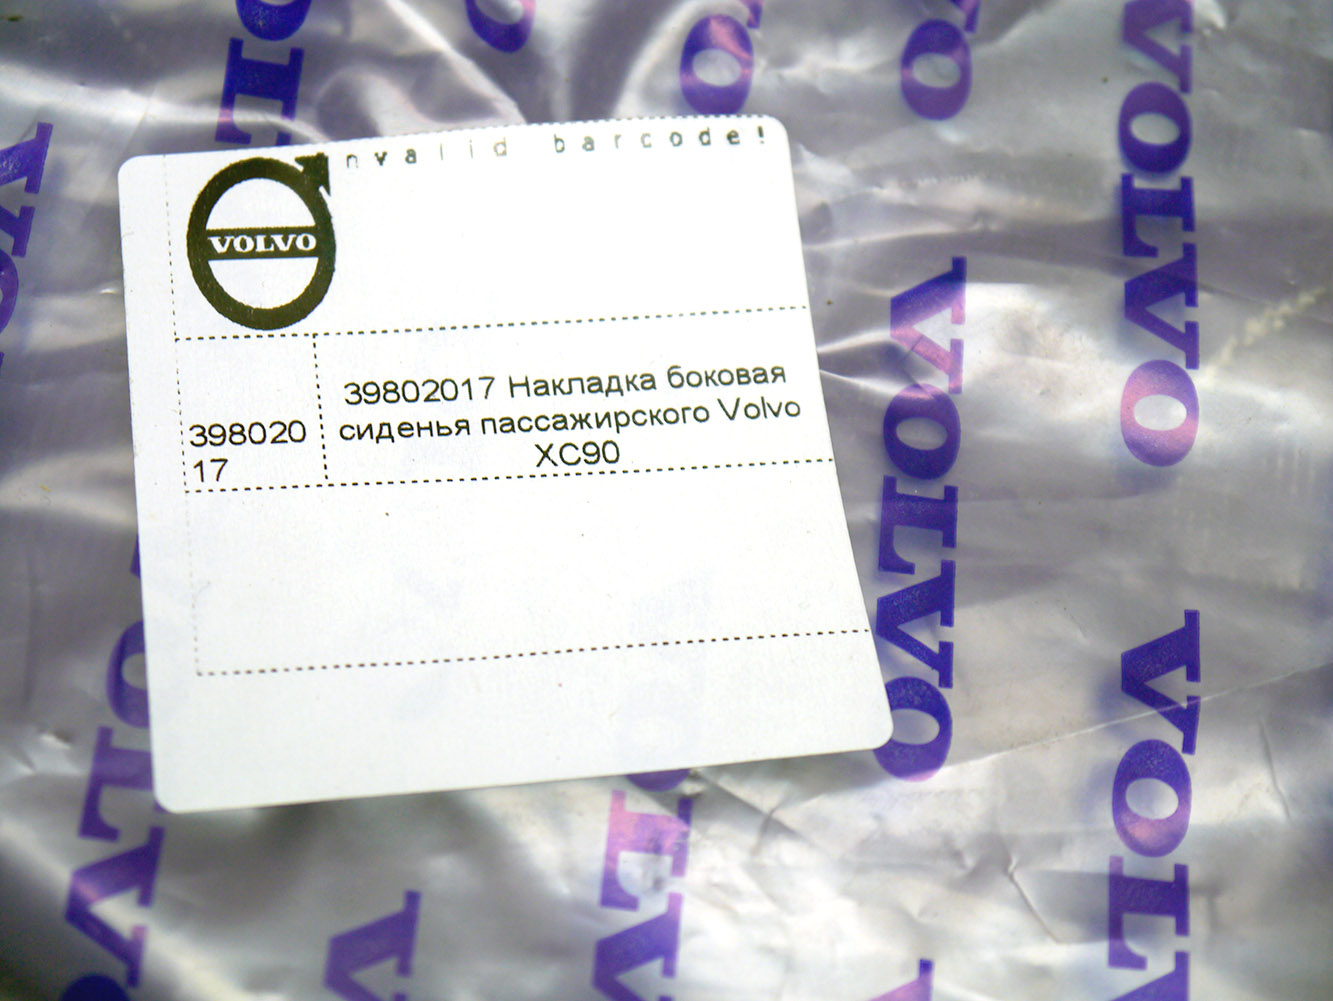 nvalid barcode!
VOLVO
39802017 Накладка боковая
сиденья пассажирского Volvo
XC90
398020
17
VOLVO
VOLVO
VOLVO
VOLVO